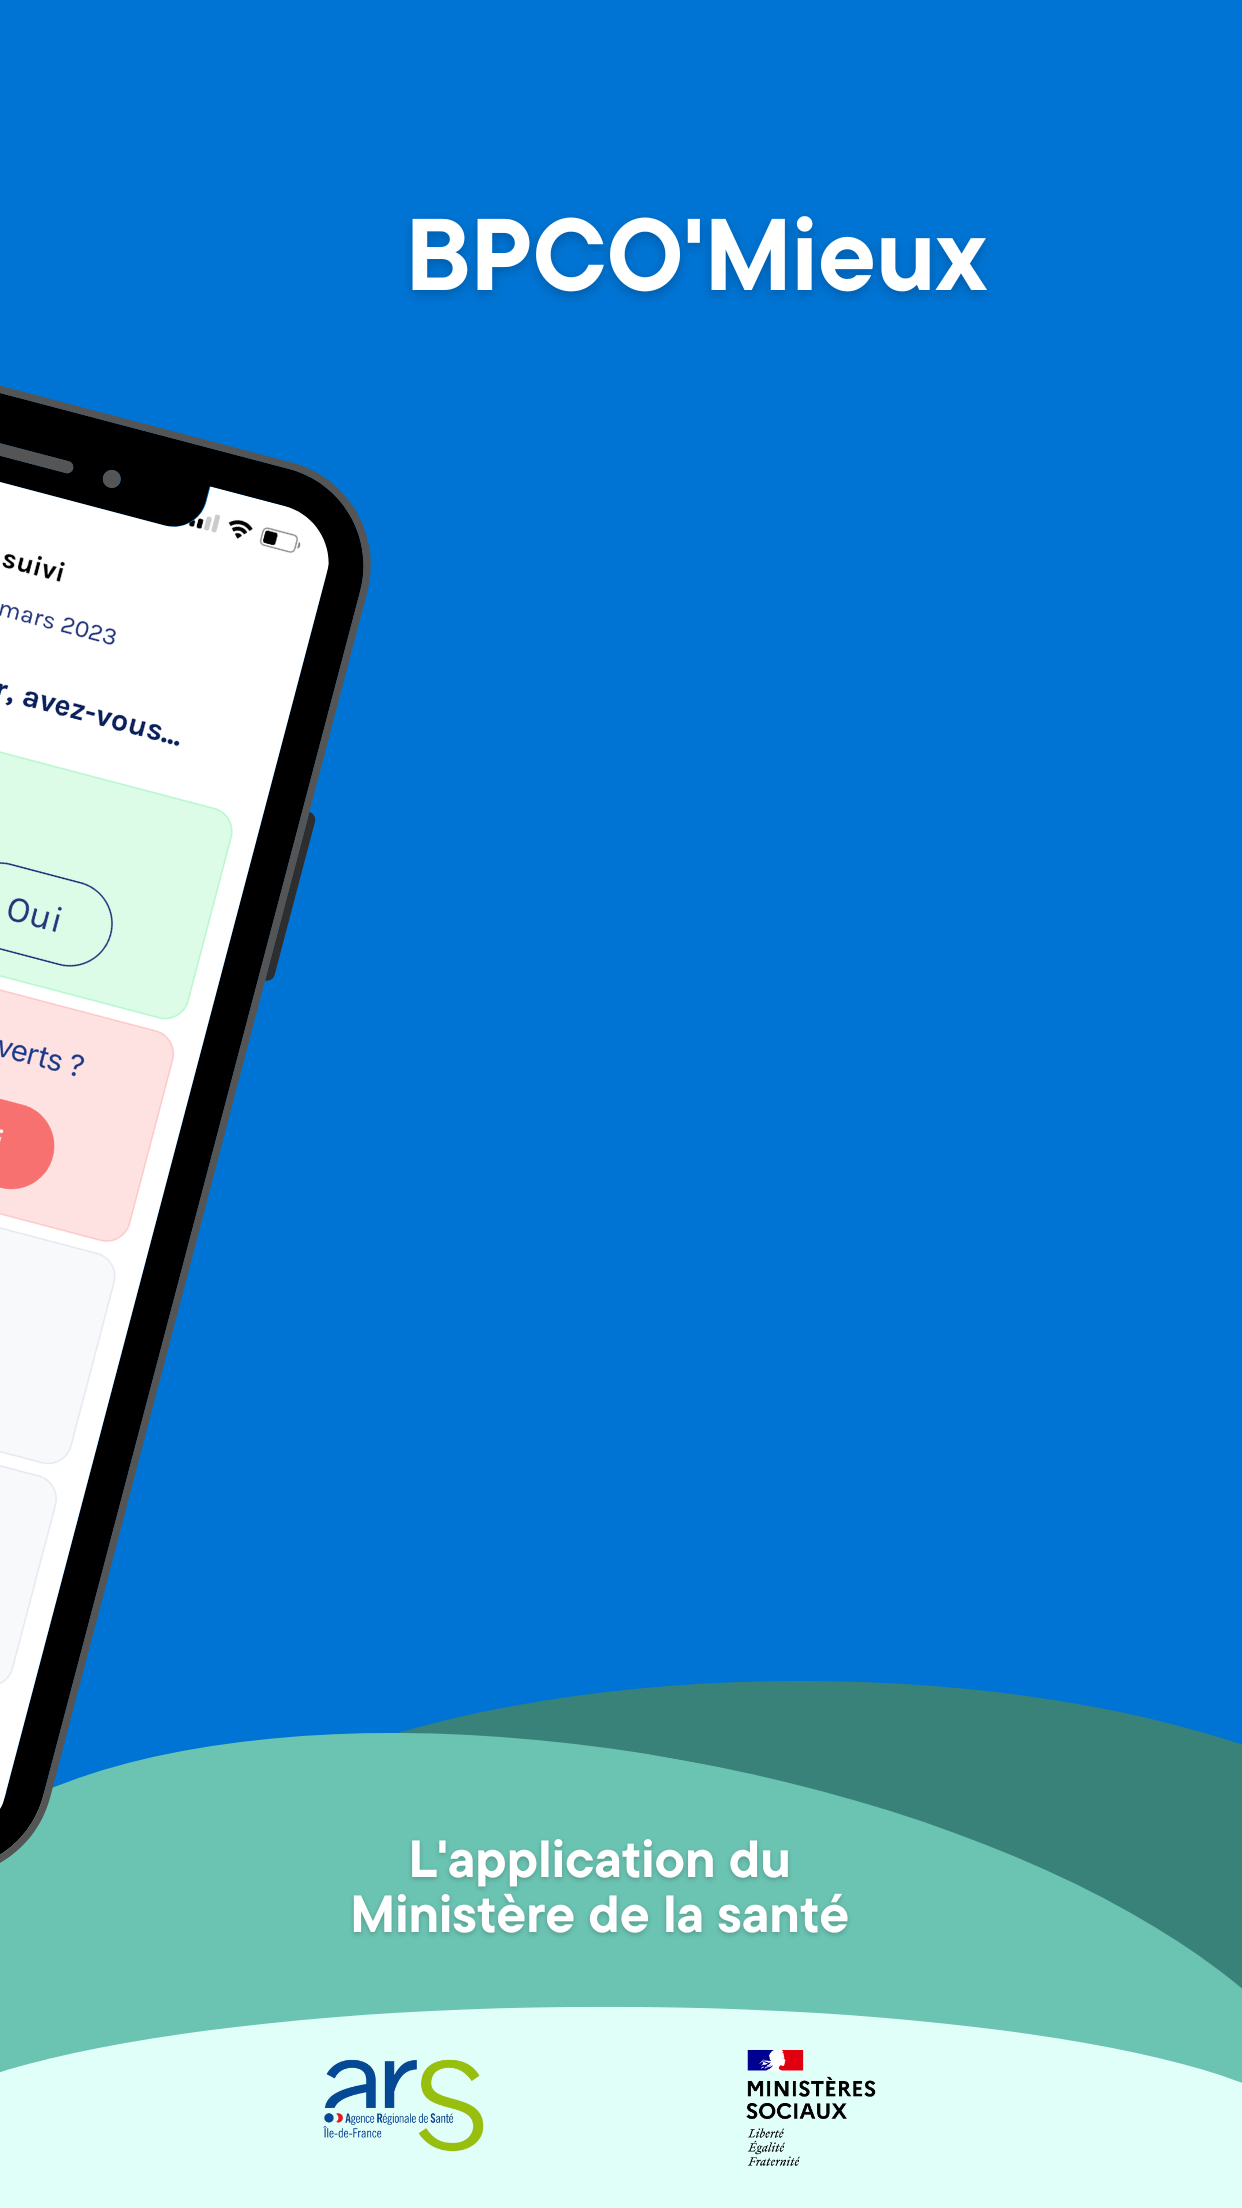 BPCO'Mieux
suivi
mars 2023
avez-vous...
Oui
verts ?
L'application du
Ministère de la santé
ars
Agence Régionale de Santé
Île-de-France
MINISTÈRES
SOCIAUX
Liberté
Égalité
Fraternité